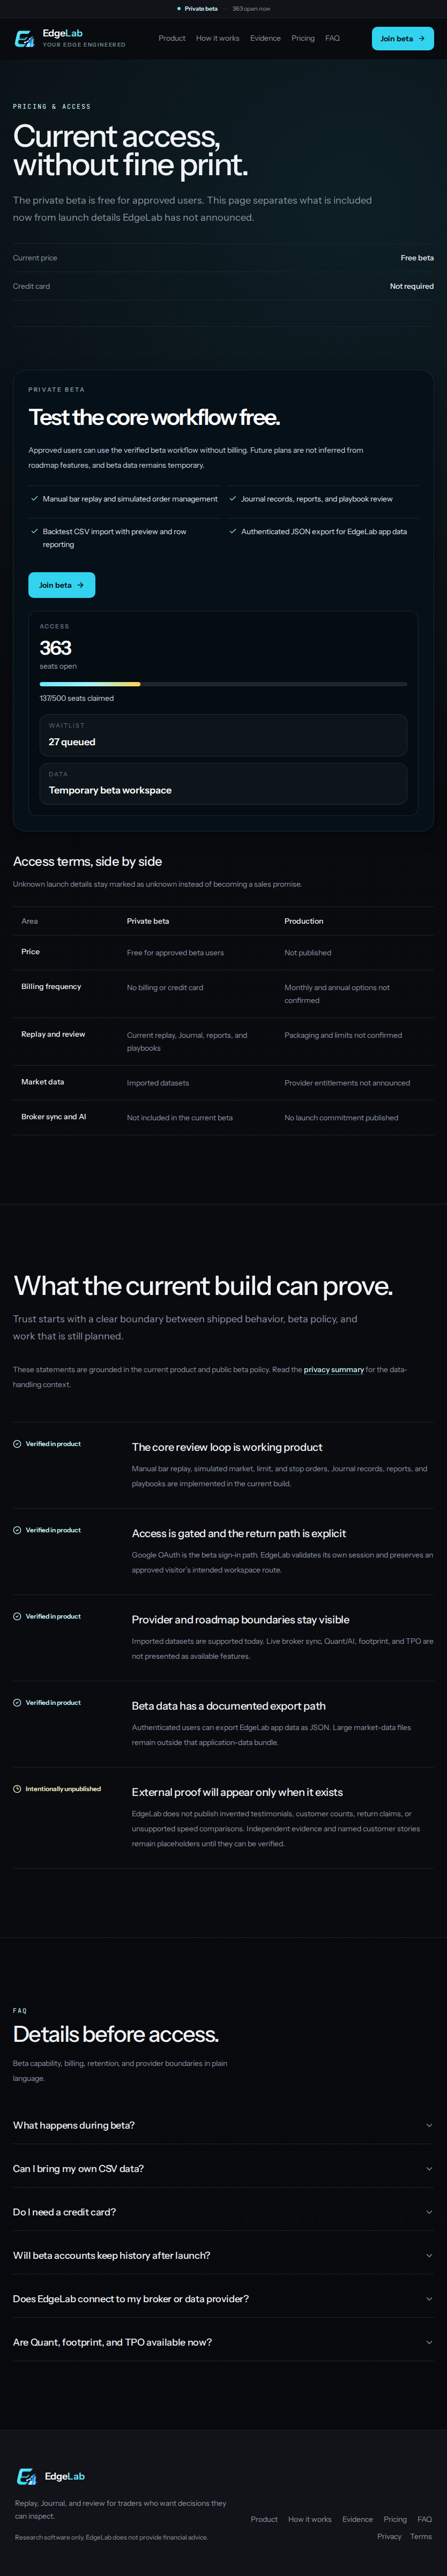 Private beta 363 open now
EdgeLab
YOUR EDGE ENGINEERED
Product How it works Evidence Pricing FAQ
Join beta
PRICING & ACCESS
Current access,
without fine print.
The private beta is free for approved users. This page separates what is included
now from launch details EdgeLab has not announced.
Current price Free beta
Credit card Not required
PRIVATE BETA
Test the core workflow free.
Approved users can use the verified beta workflow without billing. Future plans are not inferred from
roadmap features, and beta data remains temporary.
Manual bar replay and simulated order management
Journal records, reports, and playbook review
Backtest CSV import with preview and row
reporting
Authenticated JSON export for EdgeLab app data
Join beta
ACCESS
363
seats open
137/500 seats claimed
WAITLIST
27 queued
DATA
Temporary beta workspace
Access terms, side by side
Unknown launch details stay marked as unknown instead of becoming a sales promise.
Area Private beta Production
Price Free for approved beta users Not published
Billing frequency No billing or credit card Monthly and annual options not
confirmed
Replay and review Current replay, Journal, reports, and Packaging and limits not confirmed
playbooks
Market data Imported datasets Provider entitlements not announced
Broker sync and AI Not included in the current beta No launch commitment published
What the current build can prove.
Trust starts with a clear boundary between shipped behavior, beta policy, and
work that is still planned.
These statements are grounded in the current product and public beta policy. Read the privacy summary for the data-
handling context.
Verified in product
The core review loop is working product
Manual bar replay, simulated market, limit, and stop orders, Journal records, reports, and
playbooks are implemented in the current build.
Verified in product
Access is gated and the return path is explicit
Google OAuth is the beta sign-in path. EdgeLab validates its own session and preserves an
approved visitor's intended workspace route.
Verified in product
Provider and roadmap boundaries stay visible
Imported datasets are supported today. Live broker sync, Quant/AI, footprint, and TPO are
not presented as available features.
Verified in product
Beta data has a documented export path
Authenticated users can export EdgeLab app data as JSON. Large market-data files
remain outside that application-data bundle.
Intentionally unpublished
External proof will appear only when it exists
EdgeLab does not publish invented testimonials, customer counts, return claims, or
unsupported speed comparisons. Independent evidence and named customer stories
remain placeholders until they can be verified.
FAQ
Details before access.
Beta capability, billing, retention, and provider boundaries in plain
language.
What happens during beta?
Can I bring my own CSV data?
Do I need a credit card?
Will beta accounts keep history after launch?
Does EdgeLab connect to my broker or data provider?
Are Quant, footprint, and TPO available now?
EdgeLab
Replay, Journal, and review for traders who want decisions they
can inspect.
Research software only. EdgeLab does not provide financial advice.
Product How it works Evidence Pricing FAQ
Privacy Terms